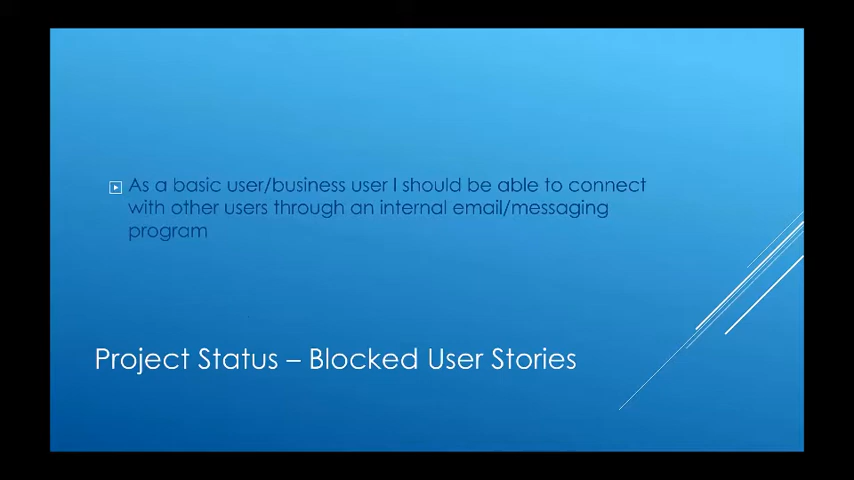 As a basic user/business user I should be able to connect
with other users through an internal email/messaging
program
Project Status – Blocked User Stories